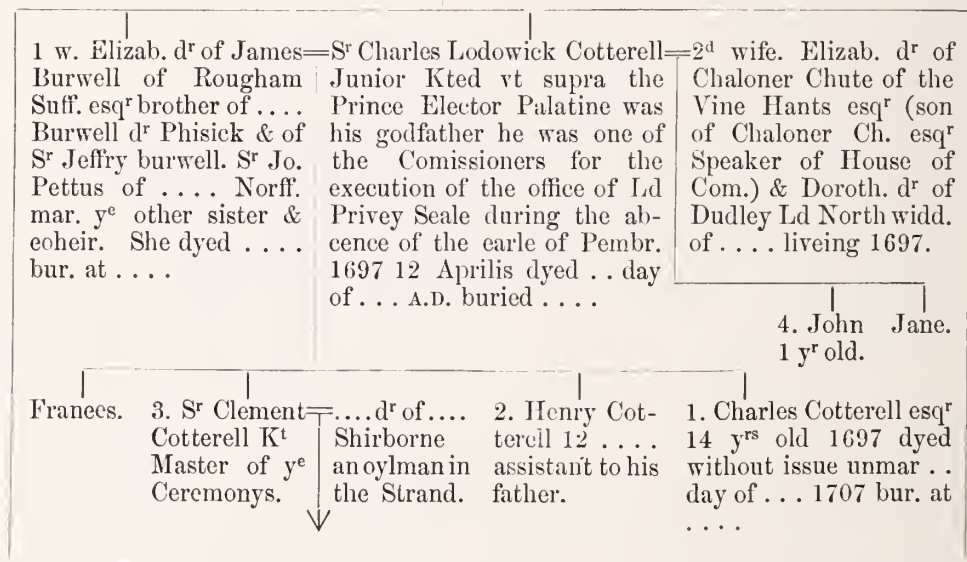 1 w. Elizab. dʳ of James
Burwell of Rougham
Suff. esqʳ brother of ....
Burwell dʳ Phisick & of
Sʳ Jeffry burwell. Sʳ Jo.
Pettus of .... Norff.
mar. yᵉ other sister &
coheir. She dyed ....
bur. at ....
Sʳ Charles Lodowick Cotterell
Junior Kted vt supra the
Prince Elector Palatine was
his godfather he was one of
the Comissioners for the
execution of the office of Ld
Privey Seale during the ab-
cence of the earle of Pembr.
1697 12 Aprilis dyed .. day
of ... A.D. buried ....
2ᵈ wife. Elizab. dʳ of
Chaloner Chute of the
Vine Hants esqʳ (son
of Chaloner Ch. esqʳ
Speaker of House of
Com.) & Doroth. dʳ of
Dudley Ld North widd.
of .... liveing 1697.
4. John
1 yʳ old.
Jane.
Frances.
3. Sʳ Clement
Cotterell Kᵗ
Master of yᵉ
Ceremonys.
....dʳ of....
Shirborne
an oylman in
the Strand.
2. Henry Cot-
terell 12 ....
assistant to his
father.
1. Charles Cotterell esqʳ
14 yʳˢ old 1697 dyed
without issue unmar ..
day of ... 1707 bur. at
....